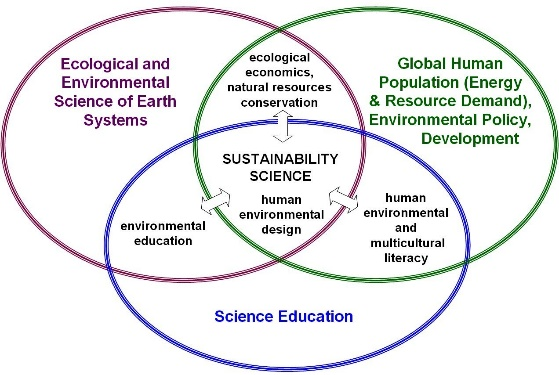 Ecological and
Environmental
Science of Earth
Systems
ecological
economics,
natural resources
conservation
Global Human
Population (Energy
& Resource Demand),
Environmental Policy,
Development
SUSTAINABILITY
SCIENCE
environmental
education
human
environmental
design
human
environmental
and
multicultural
literacy
Science Education